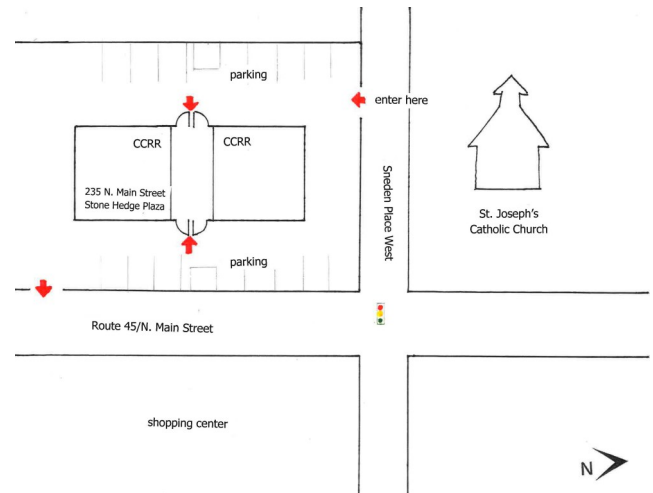 parking
enter here
CCRR
CCRR
235 N. Main Street
Stone Hedge Plaza
Sneden Place West
St. Joseph's
Catholic Church
parking
Route 45/N. Main Street
shopping center
N